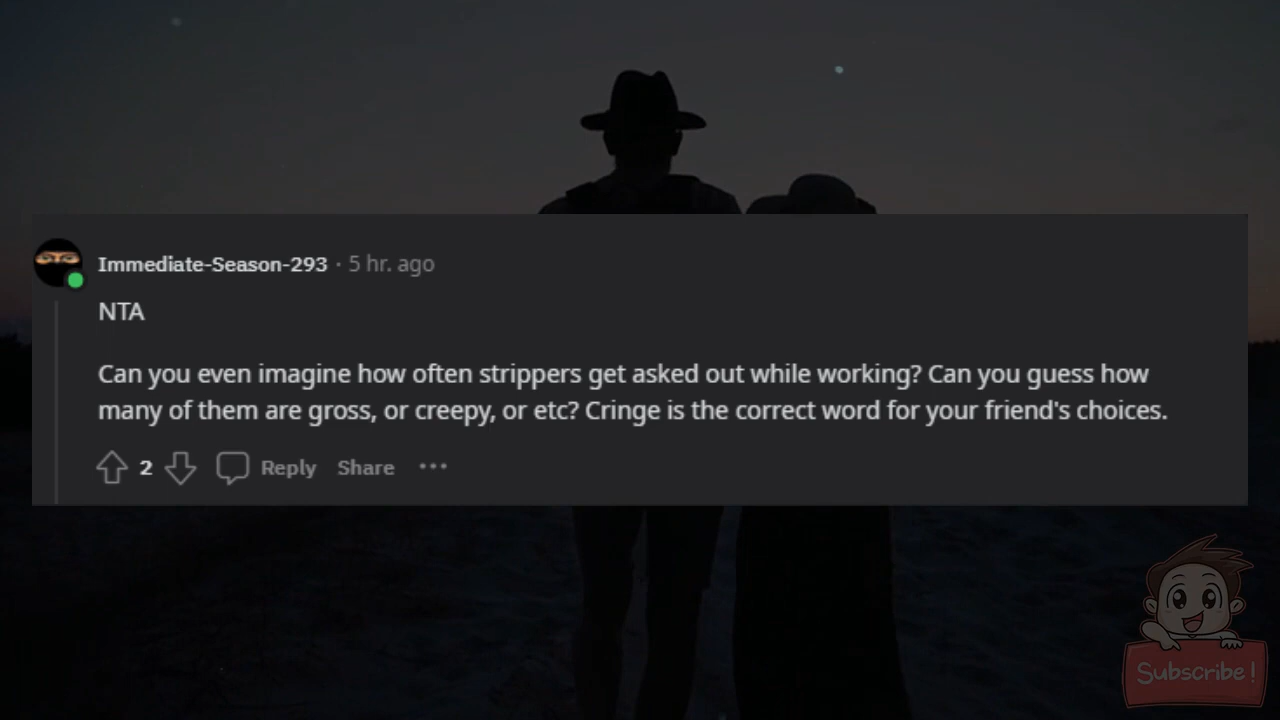 Immediate-Season-293 · 5 hr. ago
NTA
Can you even imagine how often strippers get asked out while working? Can you guess how
many of them are gross, or creepy, or etc? Cringe is the correct word for your friend's choices.
2 Reply Share ···
Subscribe!